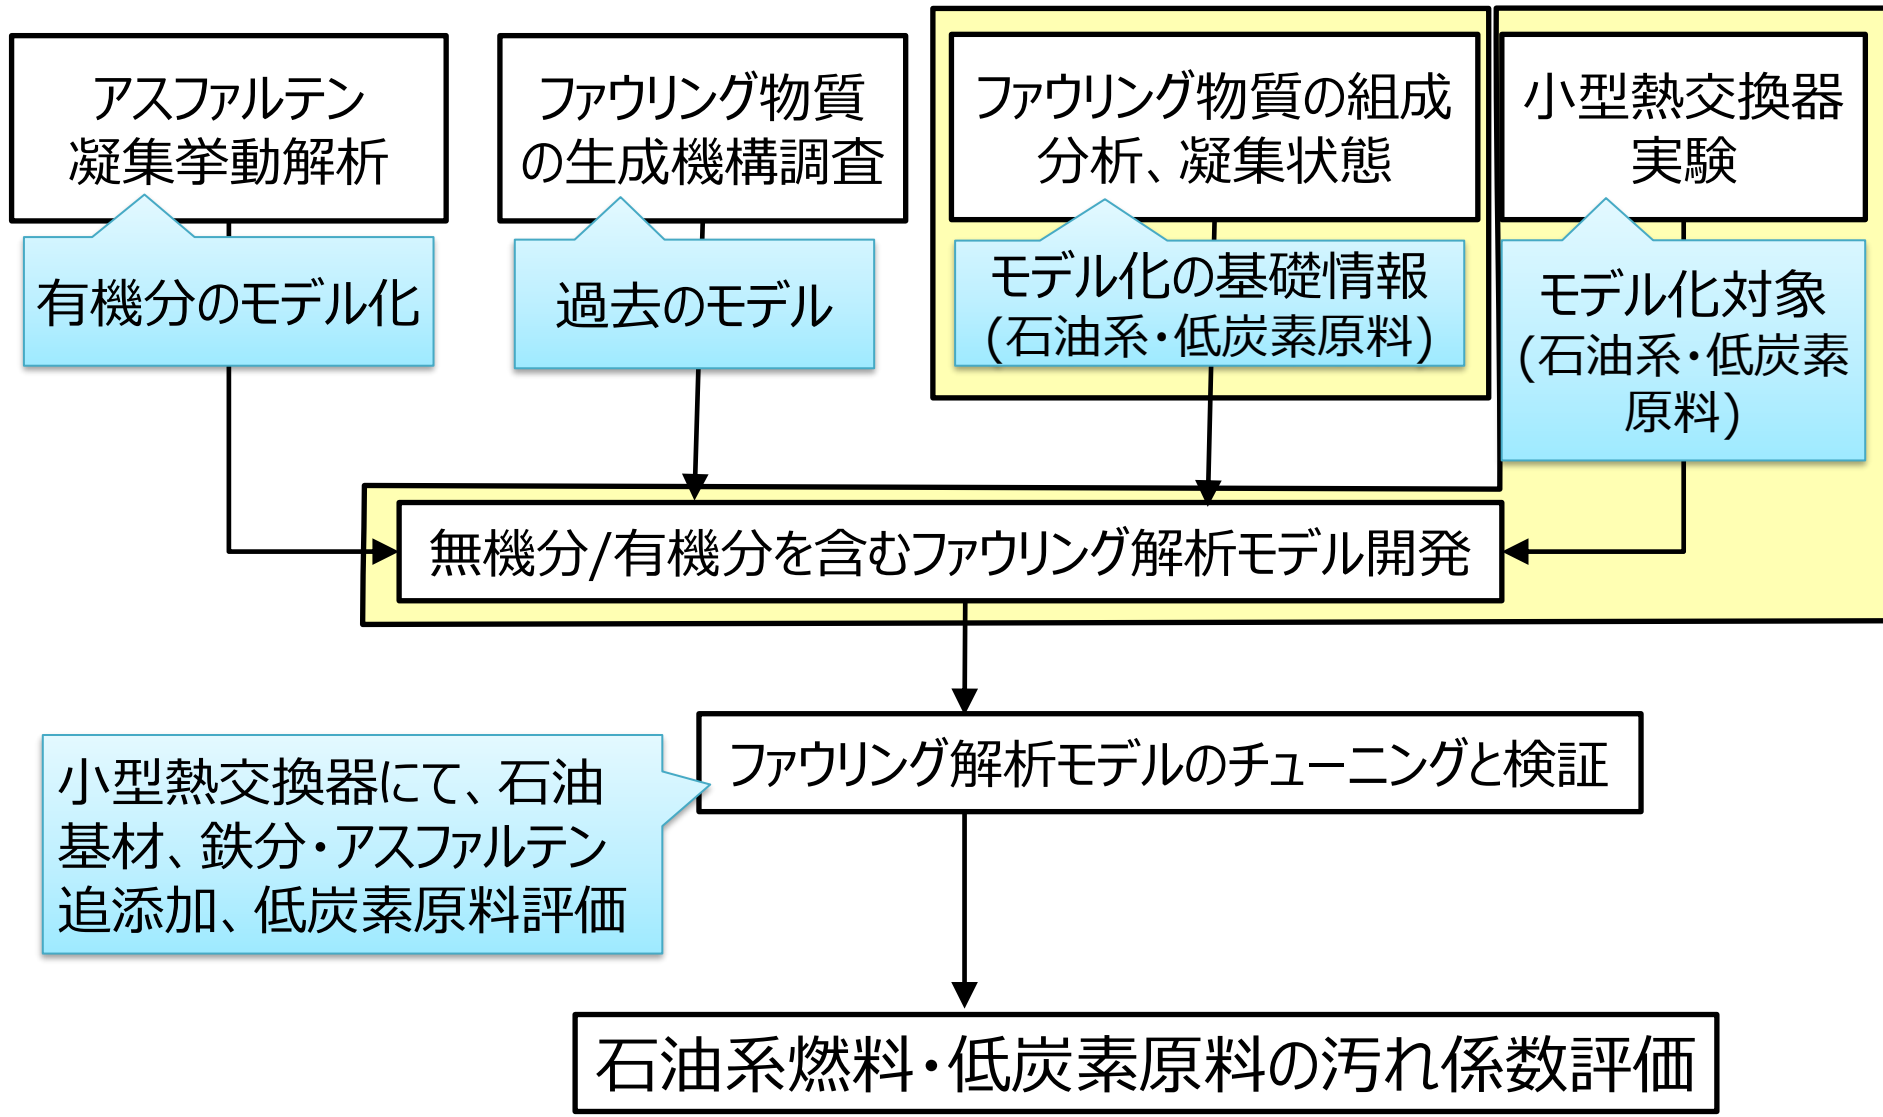 アスファルテン
凝集挙動解析
ファウリング物質
の生成機構調査
ファウリング物質の組成
分析、凝集状態
小型熱交換器
実験
有機分のモデル化
過去のモデル
モデル化の基礎情報
(石油系・低炭素原料)
モデル化対象
(石油系・低炭素
原料)
無機分/有機分を含むファウリング解析モデル開発
ファウリング解析モデルのチューニングと検証
小型熱交換器にて、石油
基材、鉄分・アスファルテン
追添加、低炭素原料評価
石油系燃料・低炭素原料の汚れ係数評価